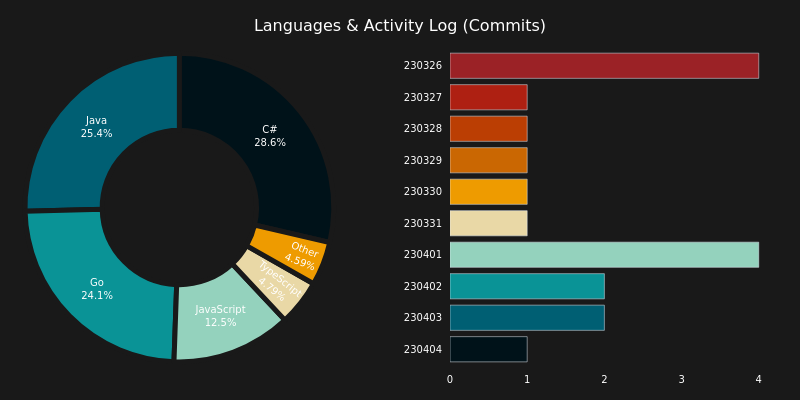 Languages & Activity Log (Commits)
Java
25.4%
C#
28.6%
Go
24.1%
JavaScript
12.5%
TypeScript
4.79%
Other
4.59%
230326
230327
230328
230329
230330
230331
230401
230402
230403
230404
0 1 2 3 4